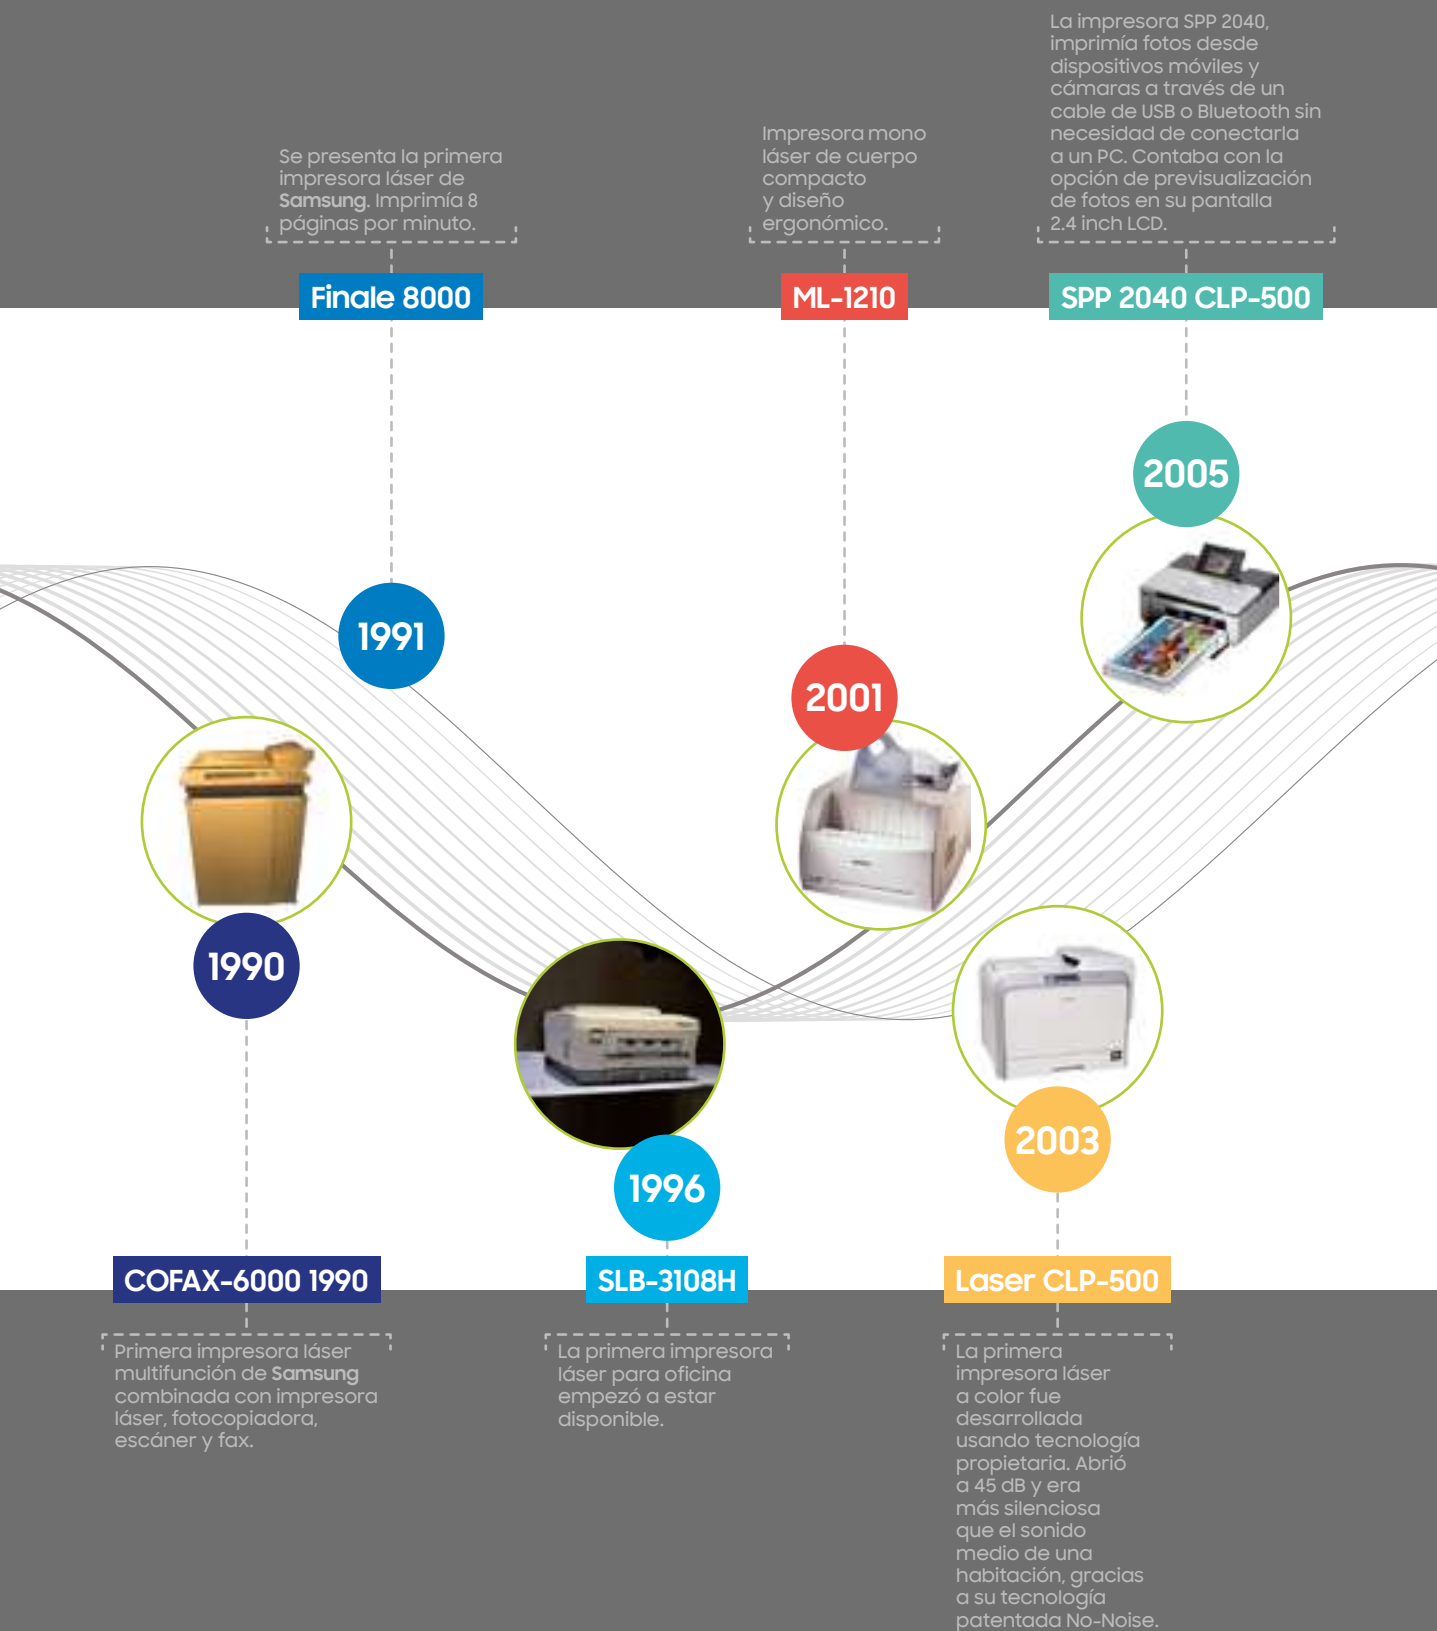 La impresora SPP 2040,
imprimía fotos desde
dispositivos móviles y
cámaras a través de un
cable de USB o Bluetooth sin
necesidad de conectarla
a un PC. Contaba con la
opción de previsualización
de fotos en su pantalla
2.4 inch LCD.
Impresora mono
láser de cuerpo
compacto
y diseño
ergonómico.
Se presenta la primera
impresora láser de
Samsung. Imprimía 8
páginas por minuto.
Finale 8000
ML-1210
SPP 2040 CLP-500
2005
1991
2001
1990
2003
1996
COFAX-6000 1990
SLB-3108H
Laser CLP-500
Primera impresora láser
multifunción de Samsung
combinada con impresora
láser, fotocopiadora,
escáner y fax.
La primera impresora
láser para oficina
empezó a estar
disponible.
La primera
impresora láser
a color fue
desarrollada
usando tecnología
propietaria. Abrió
a 45 dB y era
más silenciosa
que el sonido
medio de una
habitación, gracias
a su tecnología
patentada No-Noise.